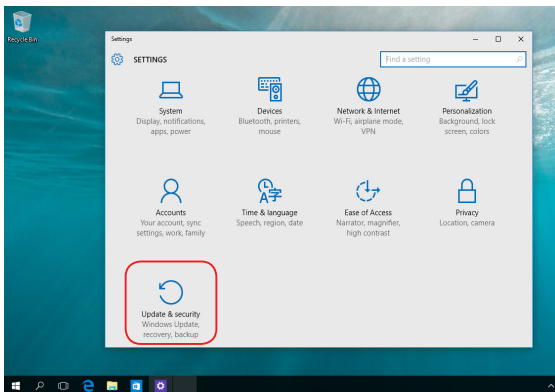 Recycle Bin
Settings
SETTINGS
Find a setting
System
Display, notifications,
apps, power
Devices
Bluetooth, printers,
mouse
Network & Internet
Wi-Fi, airplane mode,
VPN
Personalization
Background, lock
screen, colors
Accounts
Your account, sync
settings, work, family
Time & language
Speech, region, date
Ease of Access
Narrator, magnifier,
high contrast
Privacy
Location, camera
Update & security
Windows Update,
recovery, backup